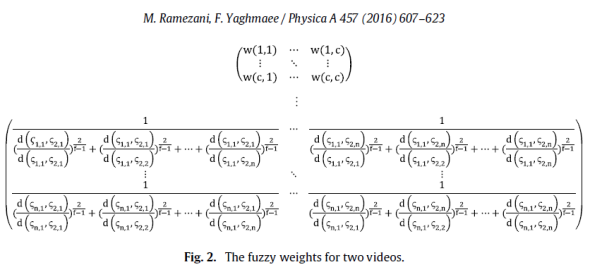 M. Ramezani, F. Yaghmaee / Physica A 457 (2016) 607–623
w(1,1) ⋯ w(1,c)
⋮ ⋱ ⋮
w(c,1) ⋯ w(c,c)
⋮
1 ⋯ 1
(d(ς1,1,ς2,1)/d(ς1,1,ς2,1))^(2/(f−1)) + (d(ς1,1,ς2,1)/d(ς1,1,ς2,2))^(2/(f−1)) + ⋯ + (d(ς1,1,ς2,1)/d(ς1,1,ς2,n))^(2/(f−1)) (d(ς1,1,ς2,n)/d(ς1,1,ς2,1))^(2/(f−1)) + (d(ς1,1,ς2,n)/d(ς1,1,ς2,2))^(2/(f−1)) + ⋯ + (d(ς1,1,ς2,n)/d(ς1,1,ς2,n))^(2/(f−1))
⋮ ⋱ ⋮
1 ⋯ 1
(d(ςn,1,ς2,1)/d(ςn,1,ς2,1))^(2/(f−1)) + (d(ςn,1,ς2,1)/d(ςn,1,ς2,2))^(2/(f−1)) + ⋯ + (d(ςn,1,ς2,1)/d(ςn,1,ς2,n))^(2/(f−1)) (d(ςn,1,ς2,n)/d(ςn,1,ς2,1))^(2/(f−1)) + (d(ςn,1,ς2,n)/d(ςn,1,ς2,2))^(2/(f−1)) + ⋯ + (d(ςn,1,ς2,n)/d(ςn,1,ς2,n))^(2/(f−1))
Fig. 2. The fuzzy weights for two videos.